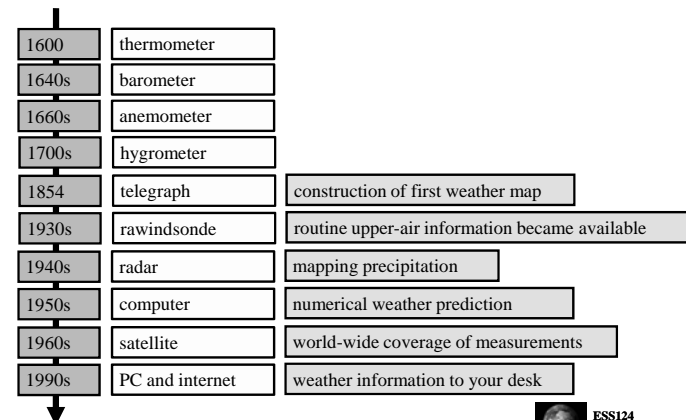 1600 thermometer
1640s barometer
1660s anemometer
1700s hygrometer
1854 telegraph construction of first weather map
1930s rawindsonde routine upper-air information became available
1940s radar mapping precipitation
1950s computer numerical weather prediction
1960s satellite world-wide coverage of measurements
1990s PC and internet weather information to your desk
ESS124